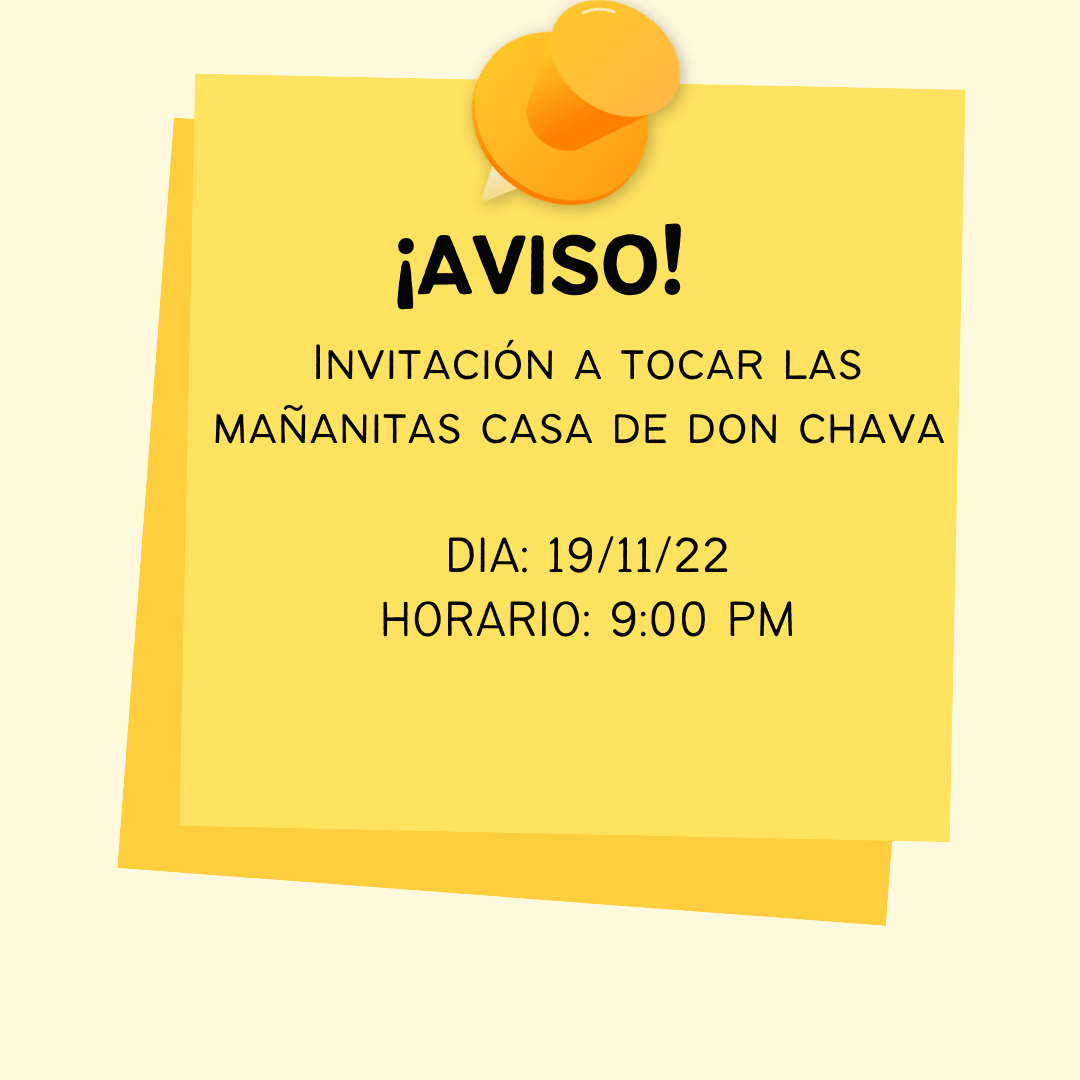 ¡AVISO!
INVITACIÓN A TOCAR LAS
MAÑANITAS CASA DE DON CHAVA
DIA: 19/11/22
HORARIO: 9:00 PM